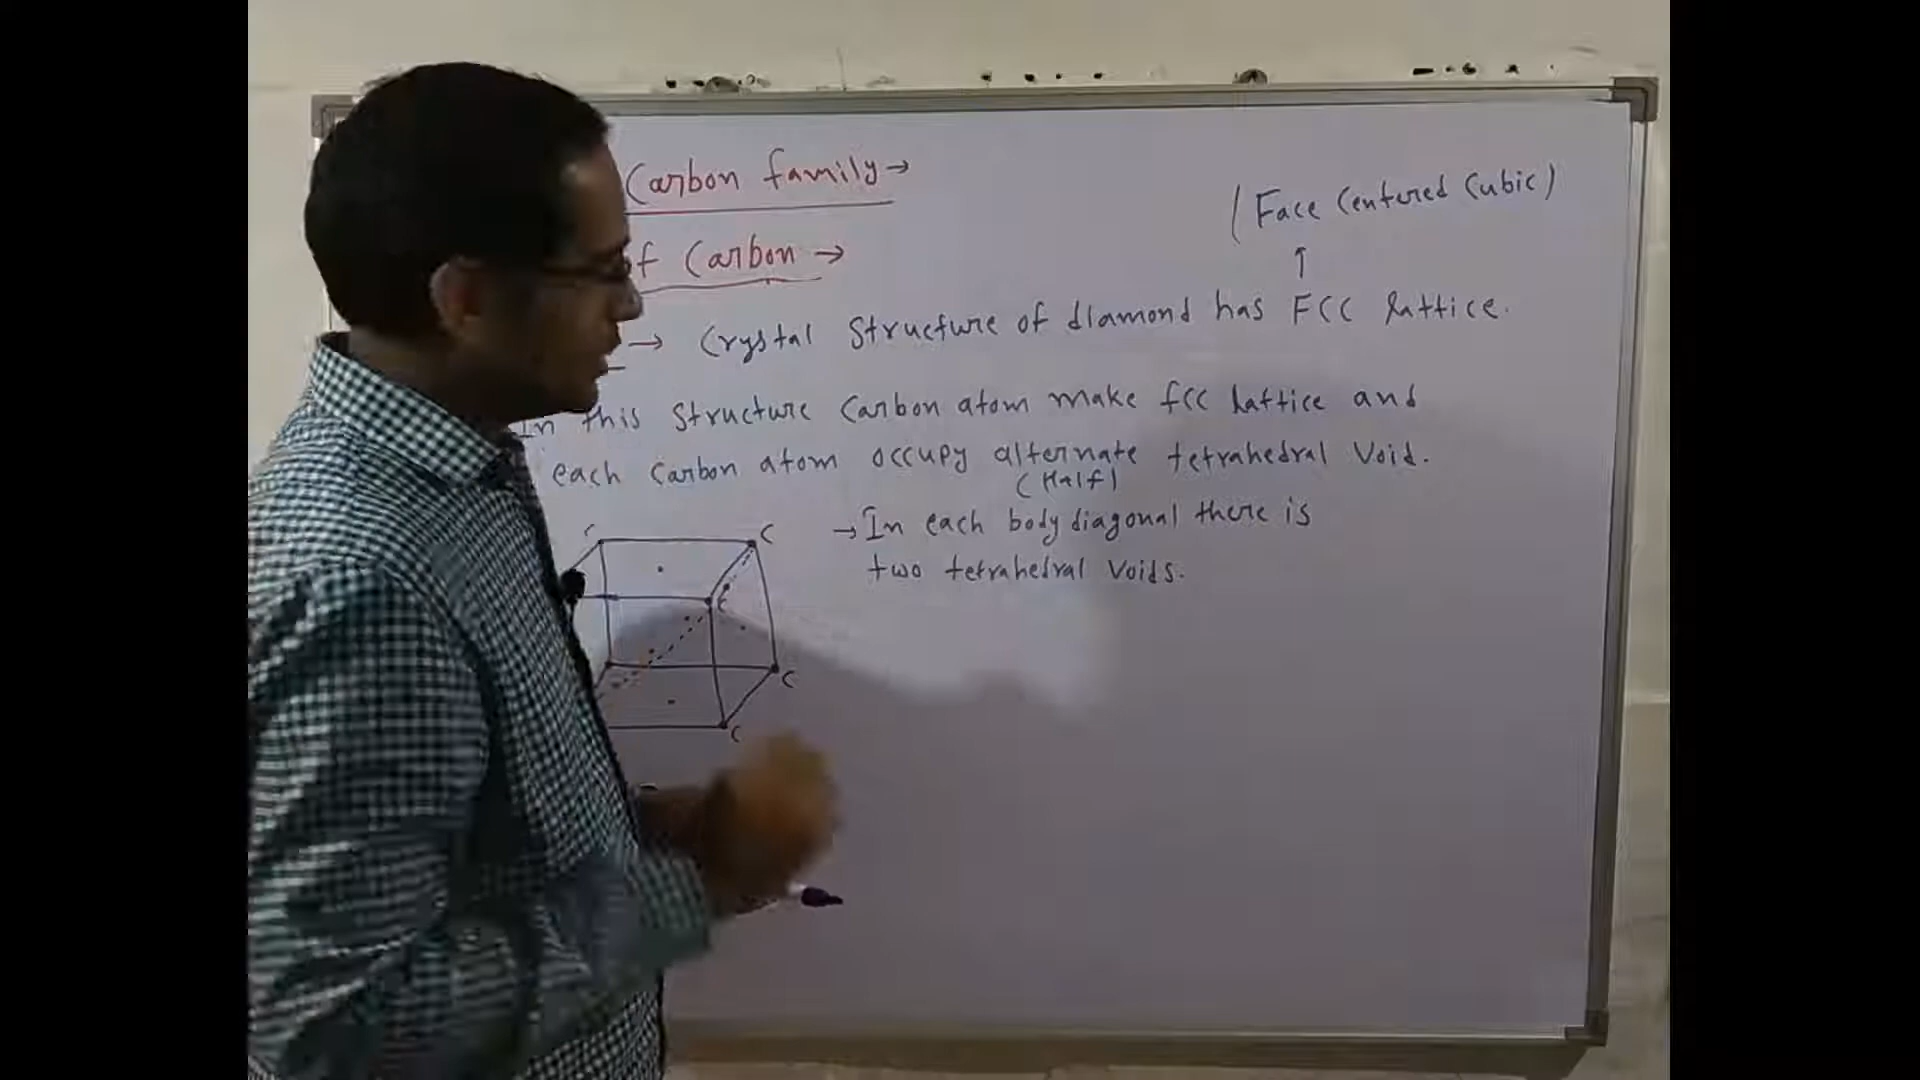 Carbon family →
of Carbon →
(Face Centered Cubic)
↑
→ Crystal Structure of diamond has FCC lattice.
In this Structure Carbon atom make fcc lattice and
each Carbon atom occupy alternate tetrahedral Void.
(Half)
→ In each body diagonal there is
two tetrahedral Voids.
C
C
C
C
C